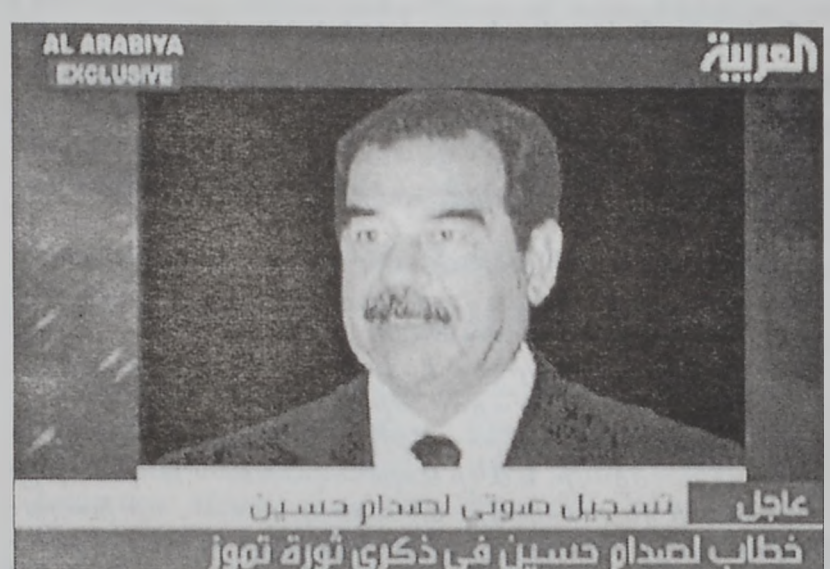 AL ARABIYA
EXCLUSIVE
العربية
عاجل تسجيل صوتي لصدام حسين
خطاب لصدام حسين في ذكرى ثورة تموز